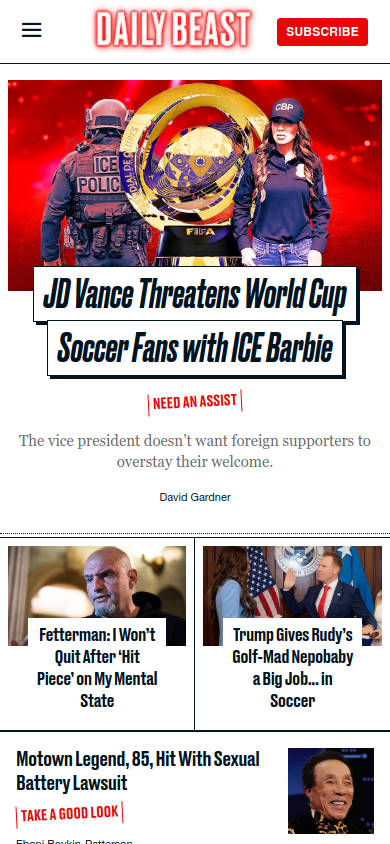 DAILY BEAST
SUBSCRIBE
CBP
ICE
POLICE
FIFA
JD Vance Threatens World Cup
Soccer Fans with ICE Barbie
NEED AN ASSIST
The vice president doesn’t want foreign supporters to
overstay their welcome.
David Gardner
Fetterman: I Won’t
Quit After ‘Hit
Piece’ on My Mental
State
Trump Gives Rudy’s
Golf-Mad Nepobaby
a Big Job... in
Soccer
Motown Legend, 85, Hit With Sexual
Battery Lawsuit
TAKE A GOOD LOOK
Eboni Boykin-Patterson